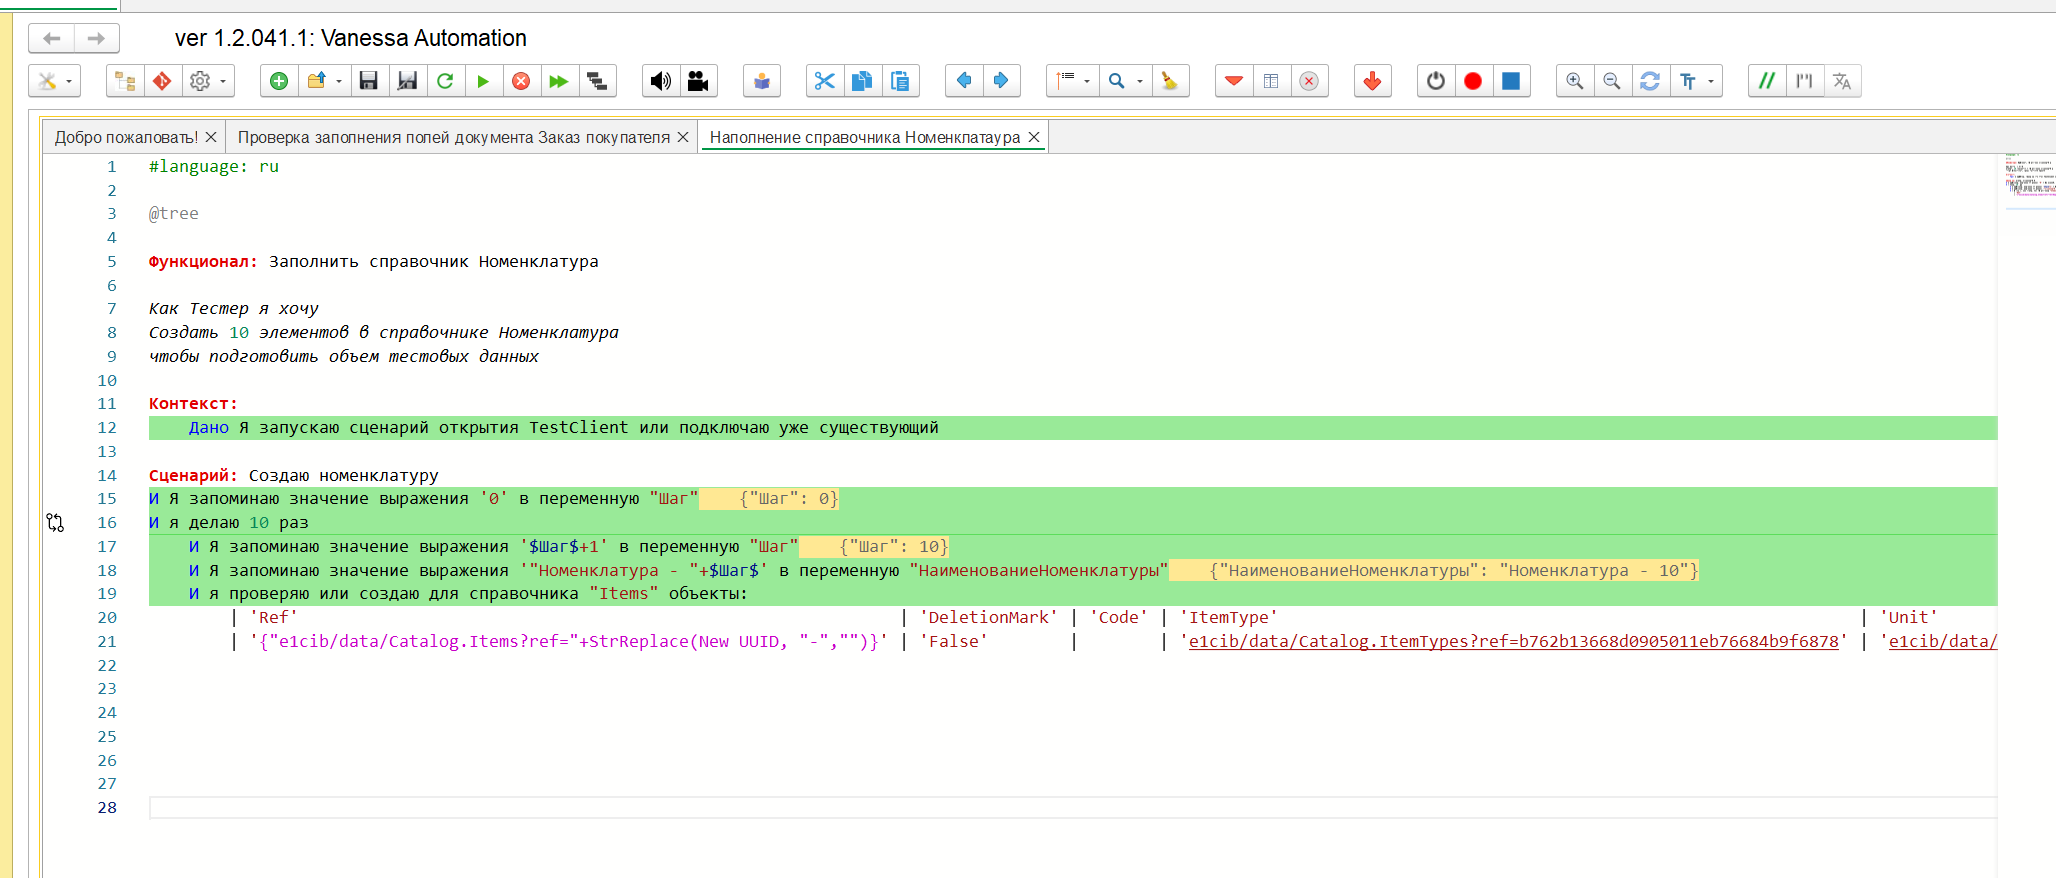 ver 1.2.041.1: Vanessa Automation
Добро пожаловать! Проверка заполнения полей документа Заказ покупателя Наполнение справочника Номенклатаура
1 #language: ru
2
3 @tree
4
5 Функционал: Заполнить справочник Номенклатура
6
7 Как Тестер я хочу
8 Создать 10 элементов в справочнике Номенклатура
9 чтобы подготовить объем тестовых данных
10
11 Контекст:
12 Дано Я запускаю сценарий открытия TestClient или подключаю уже существующий
13
14 Сценарий: Создаю номенклатуру
15 И Я запоминаю значение выражения '0' в переменную "Шаг" {"Шаг": 0}
16 И я делаю 10 раз
17 И Я запоминаю значение выражения '$Шаг$+1' в переменную "Шаг" {"Шаг": 10}
18 И Я запоминаю значение выражения '"Номенклатура - "+$Шаг$' в переменную "НаименованиеНоменклатуры" {"НаименованиеНоменклатуры": "Номенклатура - 10"}
19 И я проверяю или создаю для справочника "Items" объекты:
20 | 'Ref' | 'DeletionMark' | 'Code' | 'ItemType' | 'Unit'
21 | '{"e1cib/data/Catalog.Items?ref="+StrReplace(New UUID, "-","")}' | 'False' | | 'e1cib/data/Catalog.ItemTypes?ref=b762b13668d0905011eb76684b9f6878' | 'e1cib/data/
22
23
24
25
26
27
28